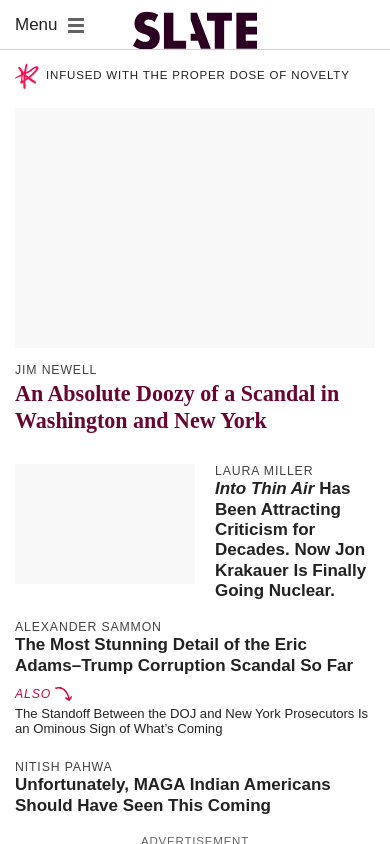 Menu
SLATE
INFUSED WITH THE PROPER DOSE OF NOVELTY
JIM NEWELL
An Absolute Doozy of a Scandal in
Washington and New York
LAURA MILLER
Into Thin Air Has
Been Attracting
Criticism for
Decades. Now Jon
Krakauer Is Finally
Going Nuclear.
ALEXANDER SAMMON
The Most Stunning Detail of the Eric
Adams–Trump Corruption Scandal So Far
ALSO
The Standoff Between the DOJ and New York Prosecutors Is
an Ominous Sign of What’s Coming
NITISH PAHWA
Unfortunately, MAGA Indian Americans
Should Have Seen This Coming
ADVERTISEMENT